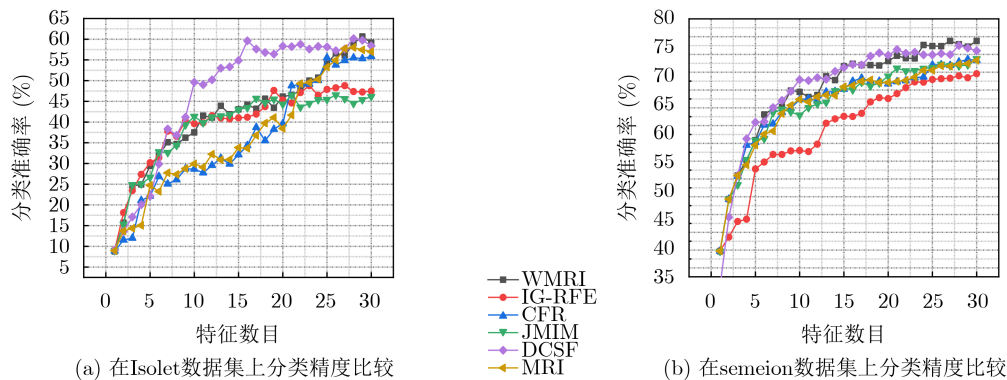 分类准确率 (%)
65
60
55
50
45
40
35
30
25
20
15
10
5
0 5 10 15 20 25 30
特征数目
(a) 在Isolet数据集上分类精度比较
WMRI
IG-RFE
CFR
JMIM
DCSF
MRI
分类准确率 (%)
80
75
70
65
60
55
50
45
40
35
0 5 10 15 20 25 30
特征数目
(b) 在semeion数据集上分类精度比较